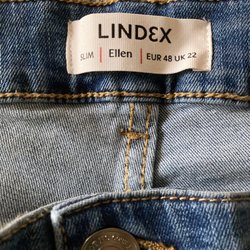 LINDEX
SLIM | Ellen | EUR 48 UK 22